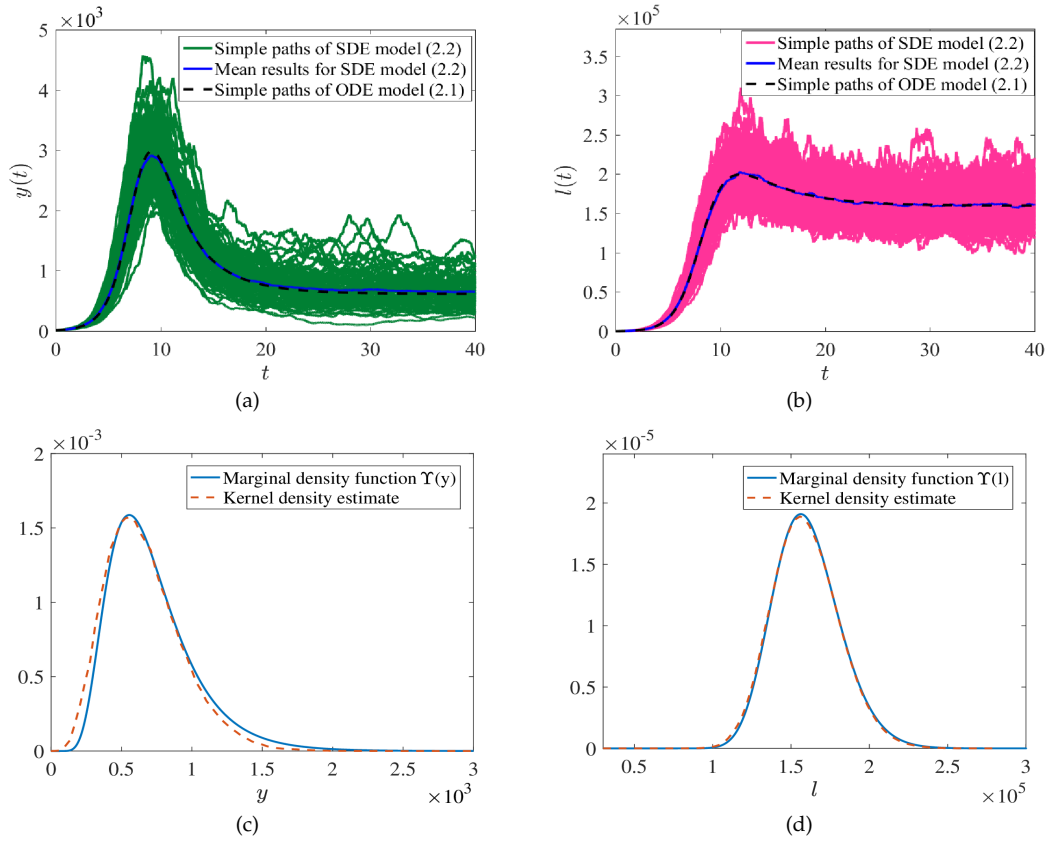 ×10³
5
4
3
2
1
0
0 10 20 30 40
y(t)
t
Simple paths of SDE model (2.2)
Mean results for SDE model (2.2)
Simple paths of ODE model (2.1)
(a)
×10⁵
3.5
3
2.5
2
1.5
1
0.5
0
0 10 20 30 40
l(t)
t
Simple paths of SDE model (2.2)
Mean results for SDE model (2.2)
Simple paths of ODE model (2.1)
(b)
×10⁻³
2
1.5
1
0.5
0
0 0.5 1 1.5 2 2.5 3
×10³
y
Marginal density function ϒ(y)
Kernel density estimate
(c)
×10⁻⁵
2
1.5
1
0.5
0
0.5 1 1.5 2 2.5 3
×10⁵
l
Marginal density function ϒ(l)
Kernel density estimate
(d)